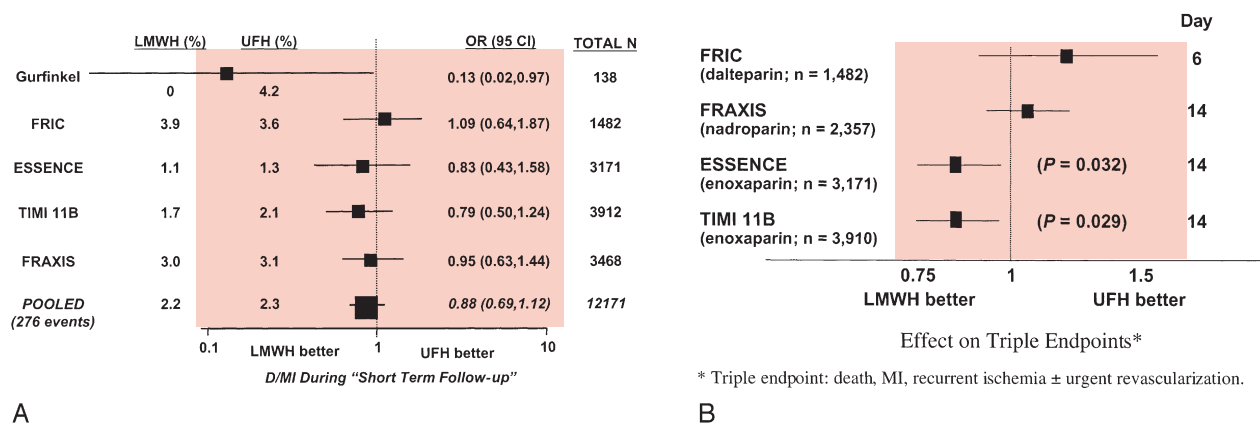 LMWH (%) UFH (%) OR (95 CI) TOTAL N
Gurfinkel 0 4.2 0.13 (0.02,0.97) 138
FRIC 3.9 3.6 1.09 (0.64,1.87) 1482
ESSENCE 1.1 1.3 0.83 (0.43,1.58) 3171
TIMI 11B 1.7 2.1 0.79 (0.50,1.24) 3912
FRAXIS 3.0 3.1 0.95 (0.63,1.44) 3468
POOLED 2.2 2.3 0.88 (0.69,1.12) 12171
(276 events)
0.1 1 10
LMWH better UFH better
D/MI During “Short Term Follow-up”
A
Day
FRIC 6
(dalteparin; n = 1,482)
FRAXIS 14
(nadroparin; n = 2,357)
ESSENCE (P = 0.032) 14
(enoxaparin; n = 3,171)
TIMI 11B (P = 0.029) 14
(enoxaparin; n = 3,910)
0.75 1 1.5
LMWH better UFH better
Effect on Triple Endpoints*
* Triple endpoint: death, MI, recurrent ischemia ± urgent revascularization.
B